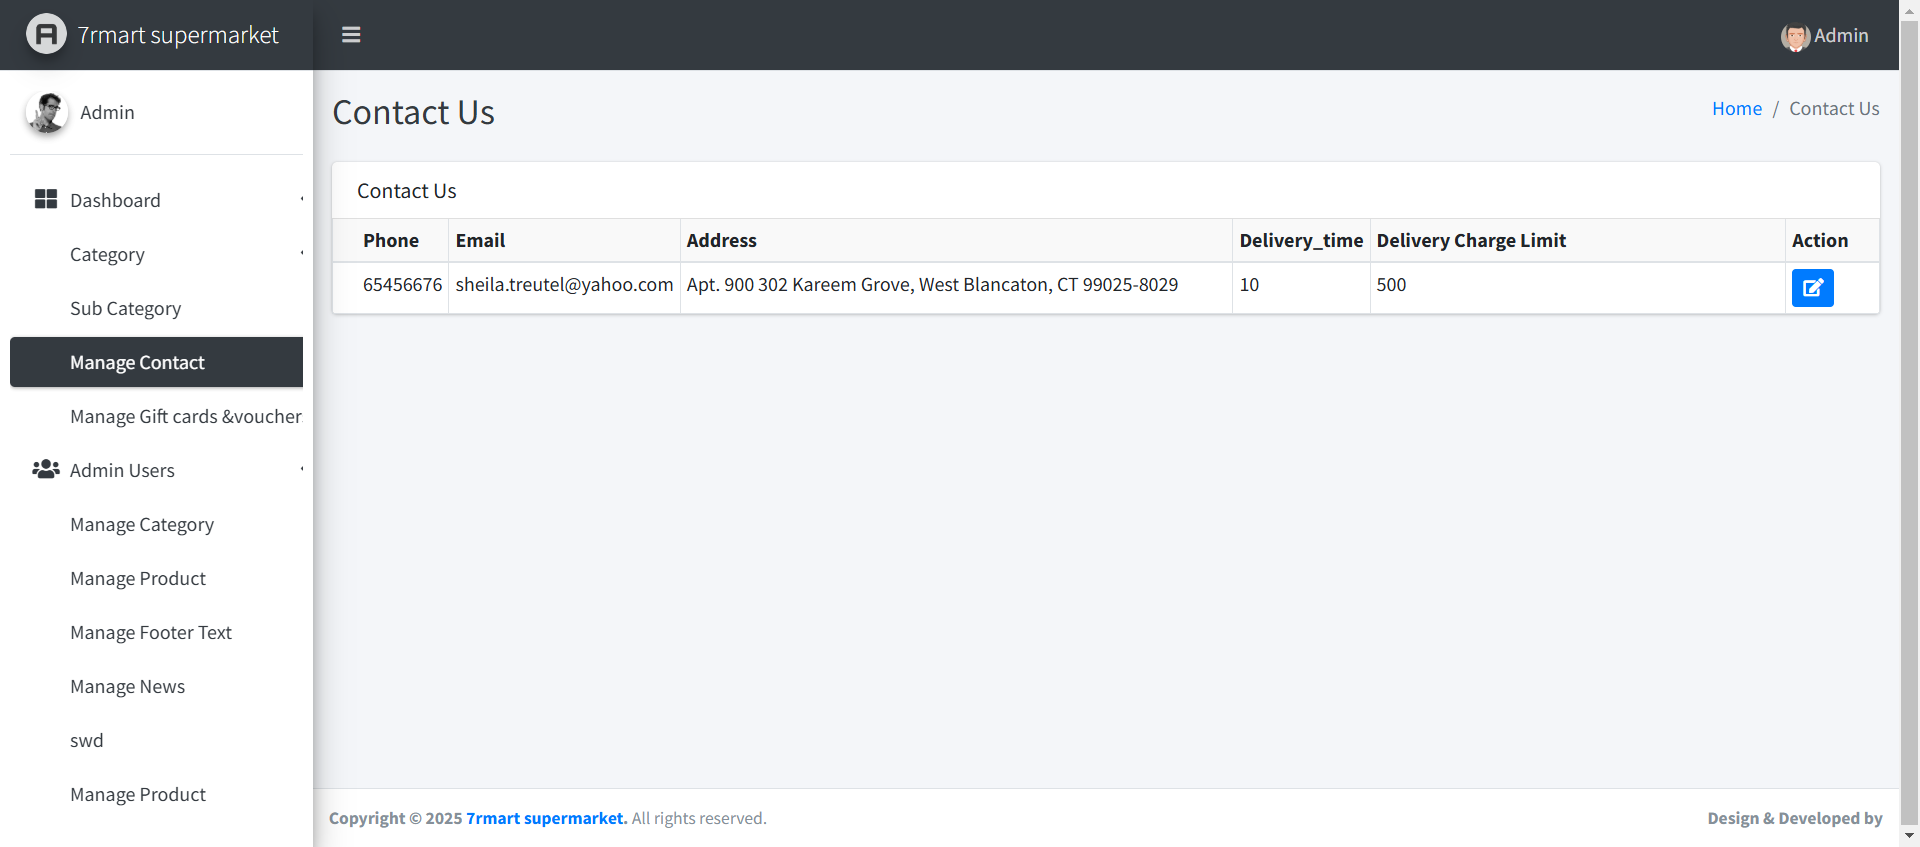 7rmart supermarket
Admin
Admin
Contact Us
Home / Contact Us
Dashboard
Category
Sub Category
Manage Contact
Manage Gift cards &voucher
Admin Users
Manage Category
Manage Product
Manage Footer Text
Manage News
swd
Manage Product
Contact Us
Phone Email Address Delivery_time Delivery Charge Limit Action
65456676 sheila.treutel@yahoo.com Apt. 900 302 Kareem Grove, West Blancaton, CT 99025-8029 10 500
Copyright © 2025 7rmart supermarket. All rights reserved.
Design & Developed by